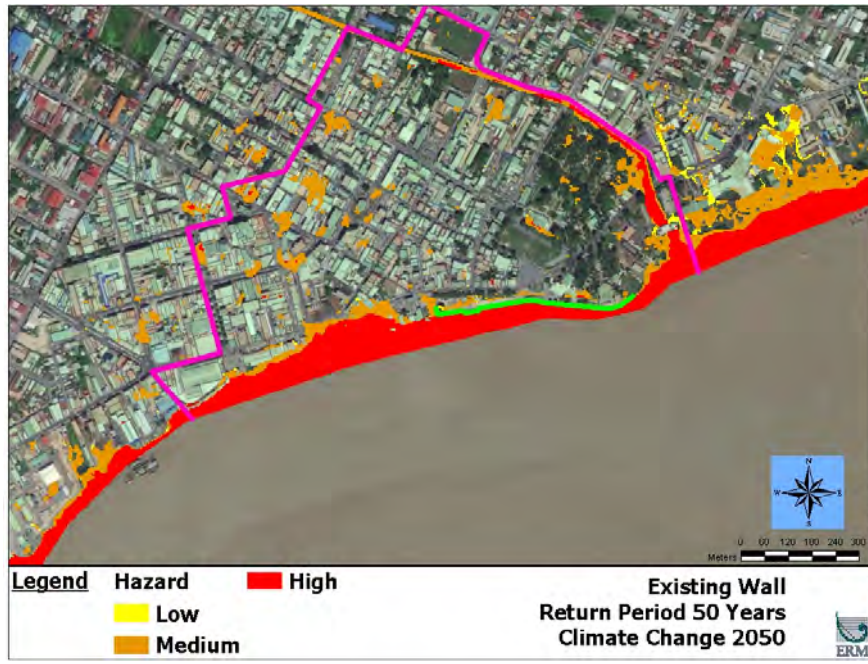 N
W E
S
0 60 120 180 240 300
Meters
Legend Hazard High
Low
Medium
Existing Wall
Return Period 50 Years
Climate Change 2050
ERM